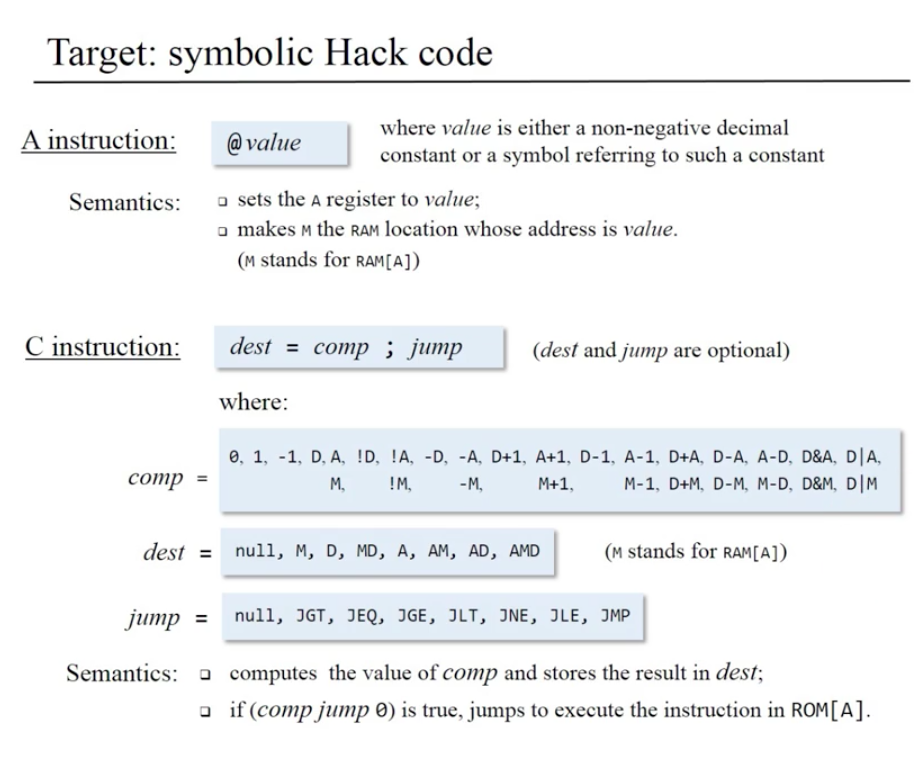 Target: symbolic Hack code
A instruction: @value where value is either a non-negative decimal
constant or a symbol referring to such a constant
Semantics: ❑ sets the A register to value;
❑ makes M the RAM location whose address is value.
(M stands for RAM[A])
C instruction: dest = comp ; jump (dest and jump are optional)
where:
comp = 0, 1, -1, D, A, !D, !A, -D, -A, D+1, A+1, D-1, A-1, D+A, D-A, A-D, D&A, D|A,
M, !M, -M, M+1, M-1, D+M, D-M, M-D, D&M, D|M
dest = null, M, D, MD, A, AM, AD, AMD (M stands for RAM[A])
jump = null, JGT, JEQ, JGE, JLT, JNE, JLE, JMP
Semantics: ❑ computes the value of comp and stores the result in dest;
❑ if (comp jump 0) is true, jumps to execute the instruction in ROM[A].